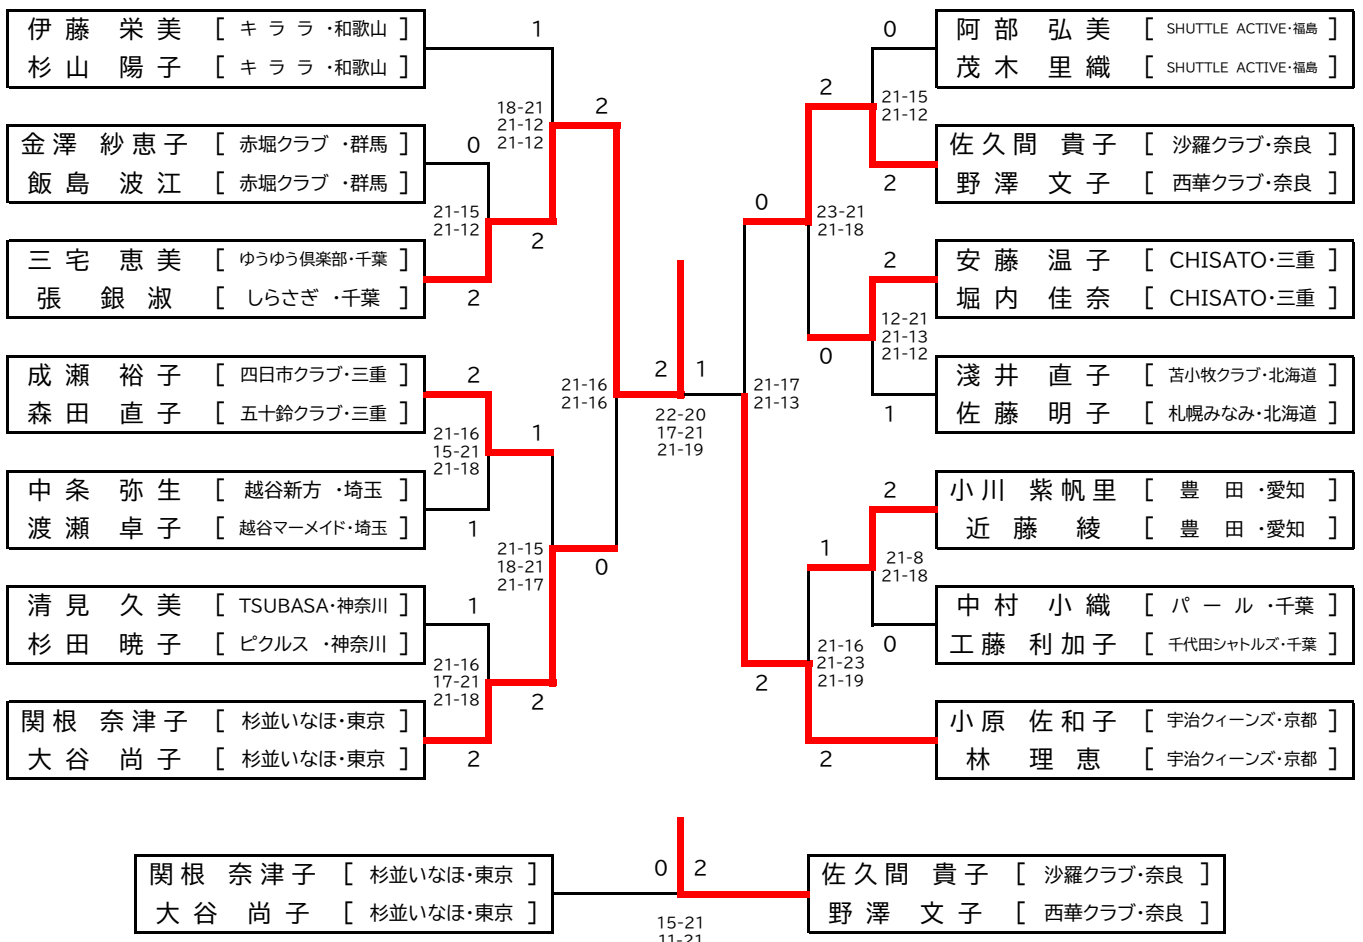 伊藤 栄美 [ キララ・和歌山 ]
杉山 陽子 [ キララ・和歌山 ]
金澤 紗恵子 [ 赤堀クラブ・群馬 ]
飯島 波江 [ 赤堀クラブ・群馬 ]
三宅 恵美 [ ゆうゆう倶楽部・千葉 ]
張 銀淑 [ しらさぎ・千葉 ]
成瀬 裕子 [ 四日市クラブ・三重 ]
森田 直子 [ 五十鈴クラブ・三重 ]
中条 弥生 [ 越谷新方・埼玉 ]
渡瀬 卓子 [ 越谷マーメイド・埼玉 ]
清見 久美 [ TSUBASA・神奈川 ]
杉田 暁子 [ ピクルス・神奈川 ]
関根 奈津子 [ 杉並いなほ・東京 ]
大谷 尚子 [ 杉並いなほ・東京 ]
1
0
2
2
1
1
2
21-15
21-12
21-16
15-21
21-18
21-16
17-21
21-18
2
1
2
18-21
21-12
21-12
21-15
18-21
21-17
2
0
21-16
21-16
2
1
22-20
17-21
21-19
0
2
21-17
21-13
2
0
1
2
23-21
21-18
21-16
21-23
21-19
0
2
2
1
2
0
21-15
21-12
12-21
21-13
21-12
21-8
21-18
阿部 弘美 [ SHUTTLE ACTIVE・福島 ]
茂木 里織 [ SHUTTLE ACTIVE・福島 ]
佐久間 貴子 [ 沙羅クラブ・奈良 ]
野澤 文子 [ 西華クラブ・奈良 ]
安藤 温子 [ CHISATO・三重 ]
堀内 佳奈 [ CHISATO・三重 ]
淺井 直子 [ 苫小牧クラブ・北海道 ]
佐藤 明子 [ 札幌みなみ・北海道 ]
小川 紫帆里 [ 豊田・愛知 ]
近藤 綾 [ 豊田・愛知 ]
中村 小織 [ パール・千葉 ]
工藤 利加子 [ 千代田シャトルズ・千葉 ]
小原 佐和子 [ 宇治クィーンズ・京都 ]
林 理恵 [ 宇治クィーンズ・京都 ]
関根 奈津子 [ 杉並いなほ・東京 ]
大谷 尚子 [ 杉並いなほ・東京 ]
0
2
15-21
11-21
佐久間 貴子 [ 沙羅クラブ・奈良 ]
野澤 文子 [ 西華クラブ・奈良 ]